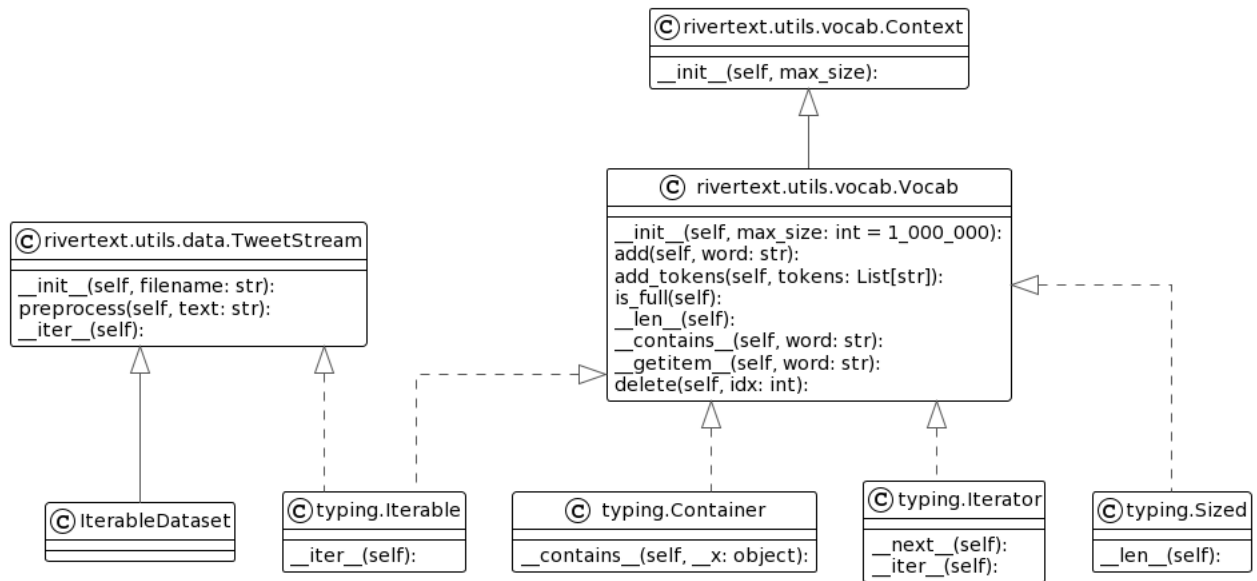 C rivertext.utils.vocab.Context
__init__(self, max_size):
C rivertext.utils.vocab.Vocab
__init__(self, max_size: int = 1_000_000):
add(self, word: str):
add_tokens(self, tokens: List[str]):
is_full(self):
__len__(self):
__contains__(self, word: str):
__getitem__(self, word: str):
delete(self, idx: int):
C rivertext.utils.data.TweetStream
__init__(self, filename: str):
preprocess(self, text: str):
__iter__(self):
C IterableDataset
C typing.Iterable
__iter__(self):
C typing.Container
__contains__(self, __x: object):
C typing.Iterator
__next__(self):
__iter__(self):
C typing.Sized
__len__(self):